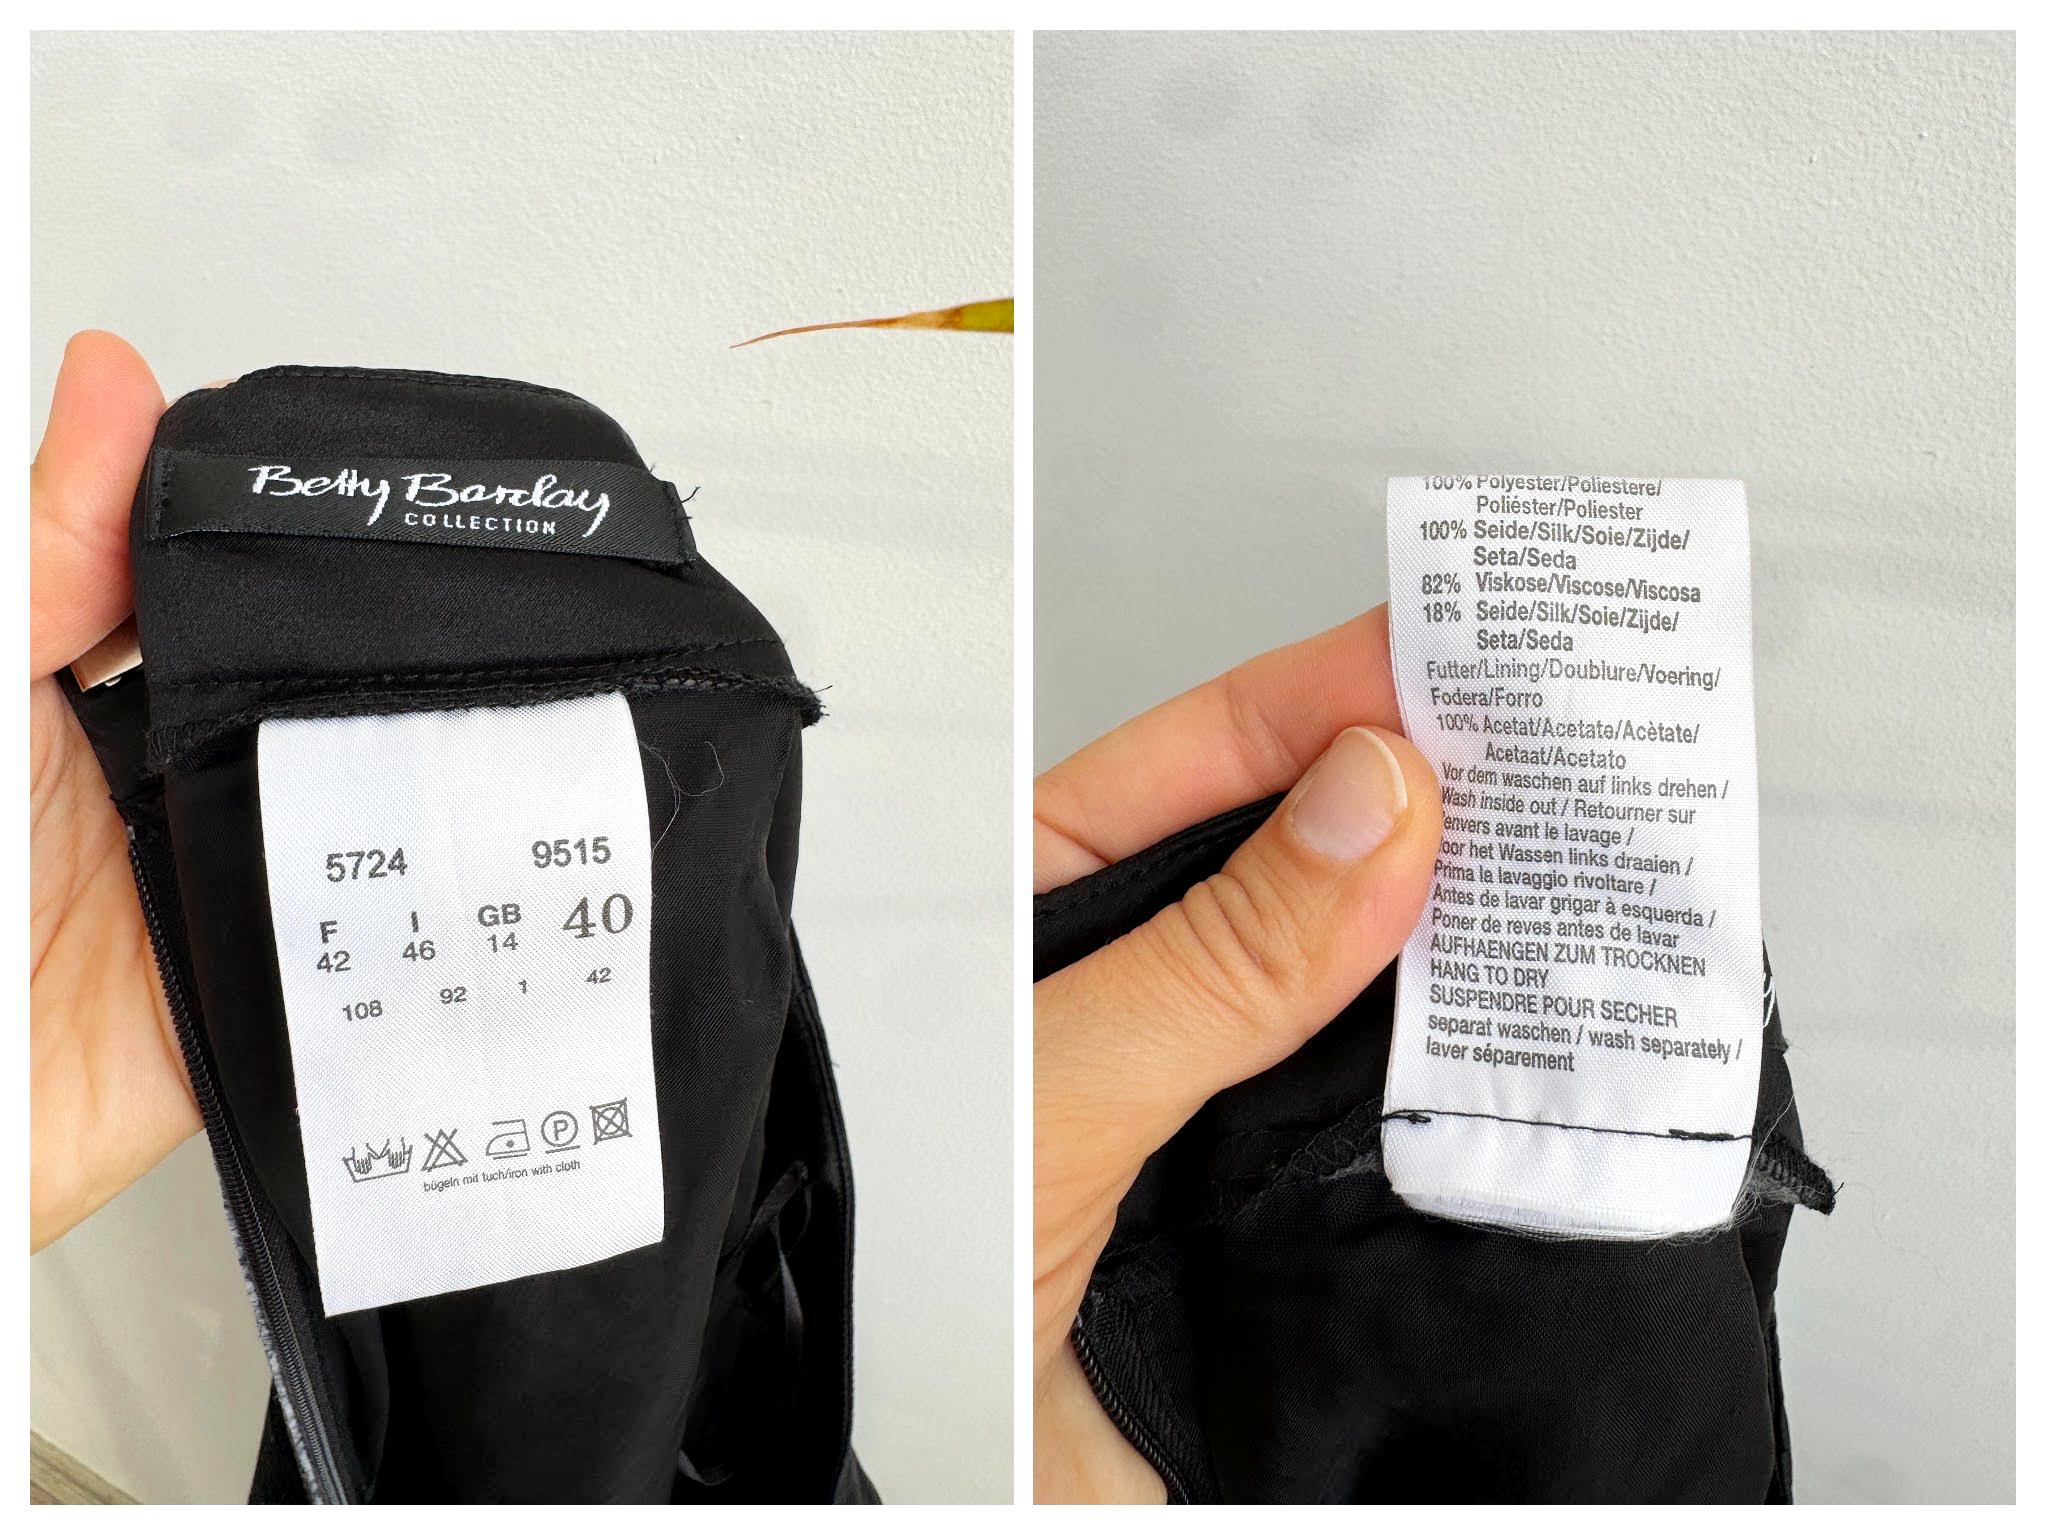 Betty Barclay
COLLECTION
5724 9515
F I GB 40
42 46 14
108 92 1 42
P
bügeln mit tuch/iron with cloth
100% Polyester/Poliestere/
Poliéster/Poliester
100% Seide/Silk/Soie/Zijde/
Seta/Seda
82% Viskose/Viscose/Viscosa
18% Seide/Silk/Soie/Zijde/
Seta/Seda
Futter/Lining/Doublure/Voering/
Fodera/Forro
100% Acetat/Acetate/Acètate/
Acetaat/Acetato
Vor dem waschen auf links drehen /
Wash inside out / Retourner sur
'envers avant le lavage /
oor het Wassen links draaien /
Prima la lavaggio rivoltare /
Antes de lavar grigar à esquerda /
Poner de reves antes de lavar
AUFHAENGEN ZUM TROCKNEN
HANG TO DRY
SUSPENDRE POUR SECHER
separat waschen / wash separately /
laver séparement